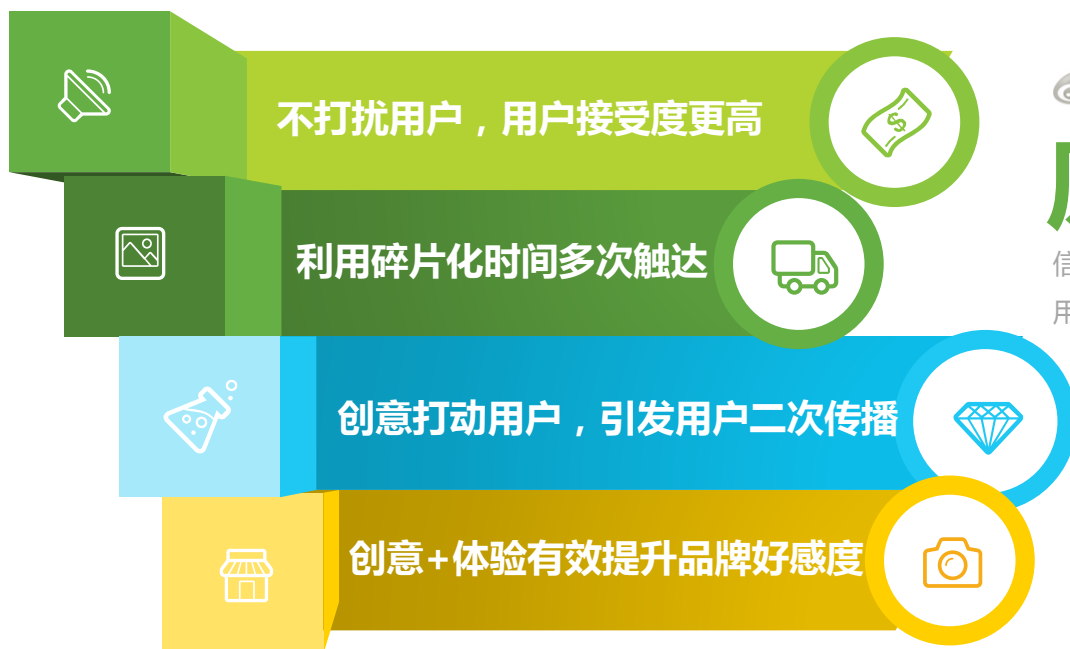 不打扰用户，用户接受度更高
利用碎片化时间多次触达
创意打动用户，引发用户二次传播
创意+体验有效提升品牌好感度
信
用